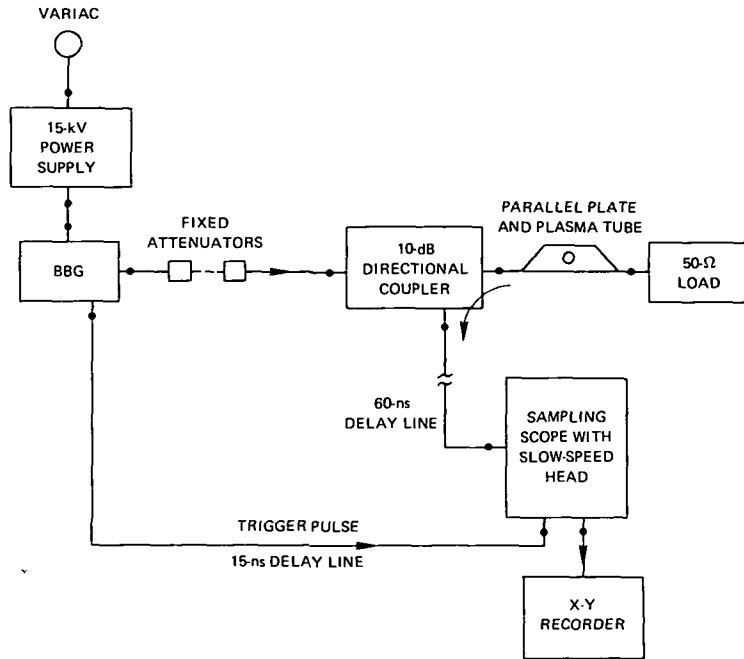 VARIAC
15-kV
POWER
SUPPLY
BBG
FIXED
ATTENUATORS
10-dB
DIRECTIONAL
COUPLER
PARALLEL PLATE
AND PLASMA TUBE
50-Ω
LOAD
60-ns
DELAY LINE
SAMPLING
SCOPE WITH
SLOW-SPEED
HEAD
TRIGGER PULSE
15-ns DELAY LINE
X-Y
RECORDER